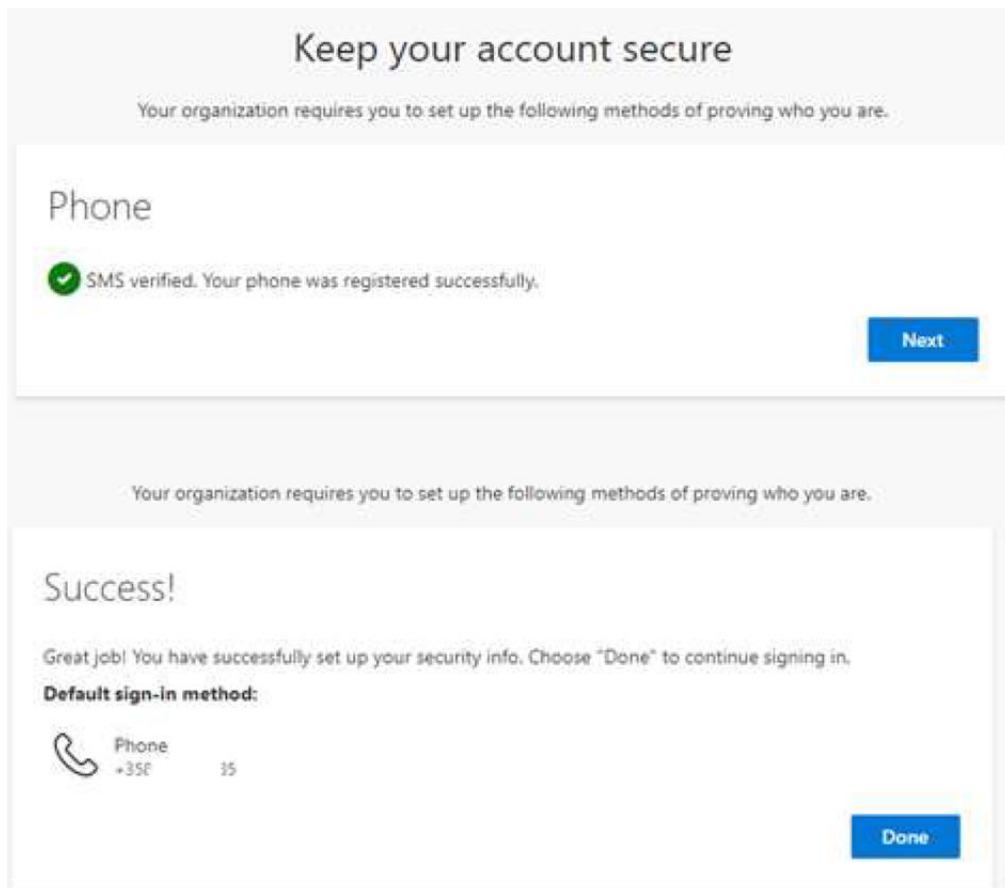 Keep your account secure
Your organization requires you to set up the following methods of proving who you are.
Phone
SMS verified. Your phone was registered successfully.
Next
Your organization requires you to set up the following methods of proving who you are.
Success!
Great job! You have successfully set up your security info. Choose "Done" to continue signing in.
Default sign-in method:
Phone
Done